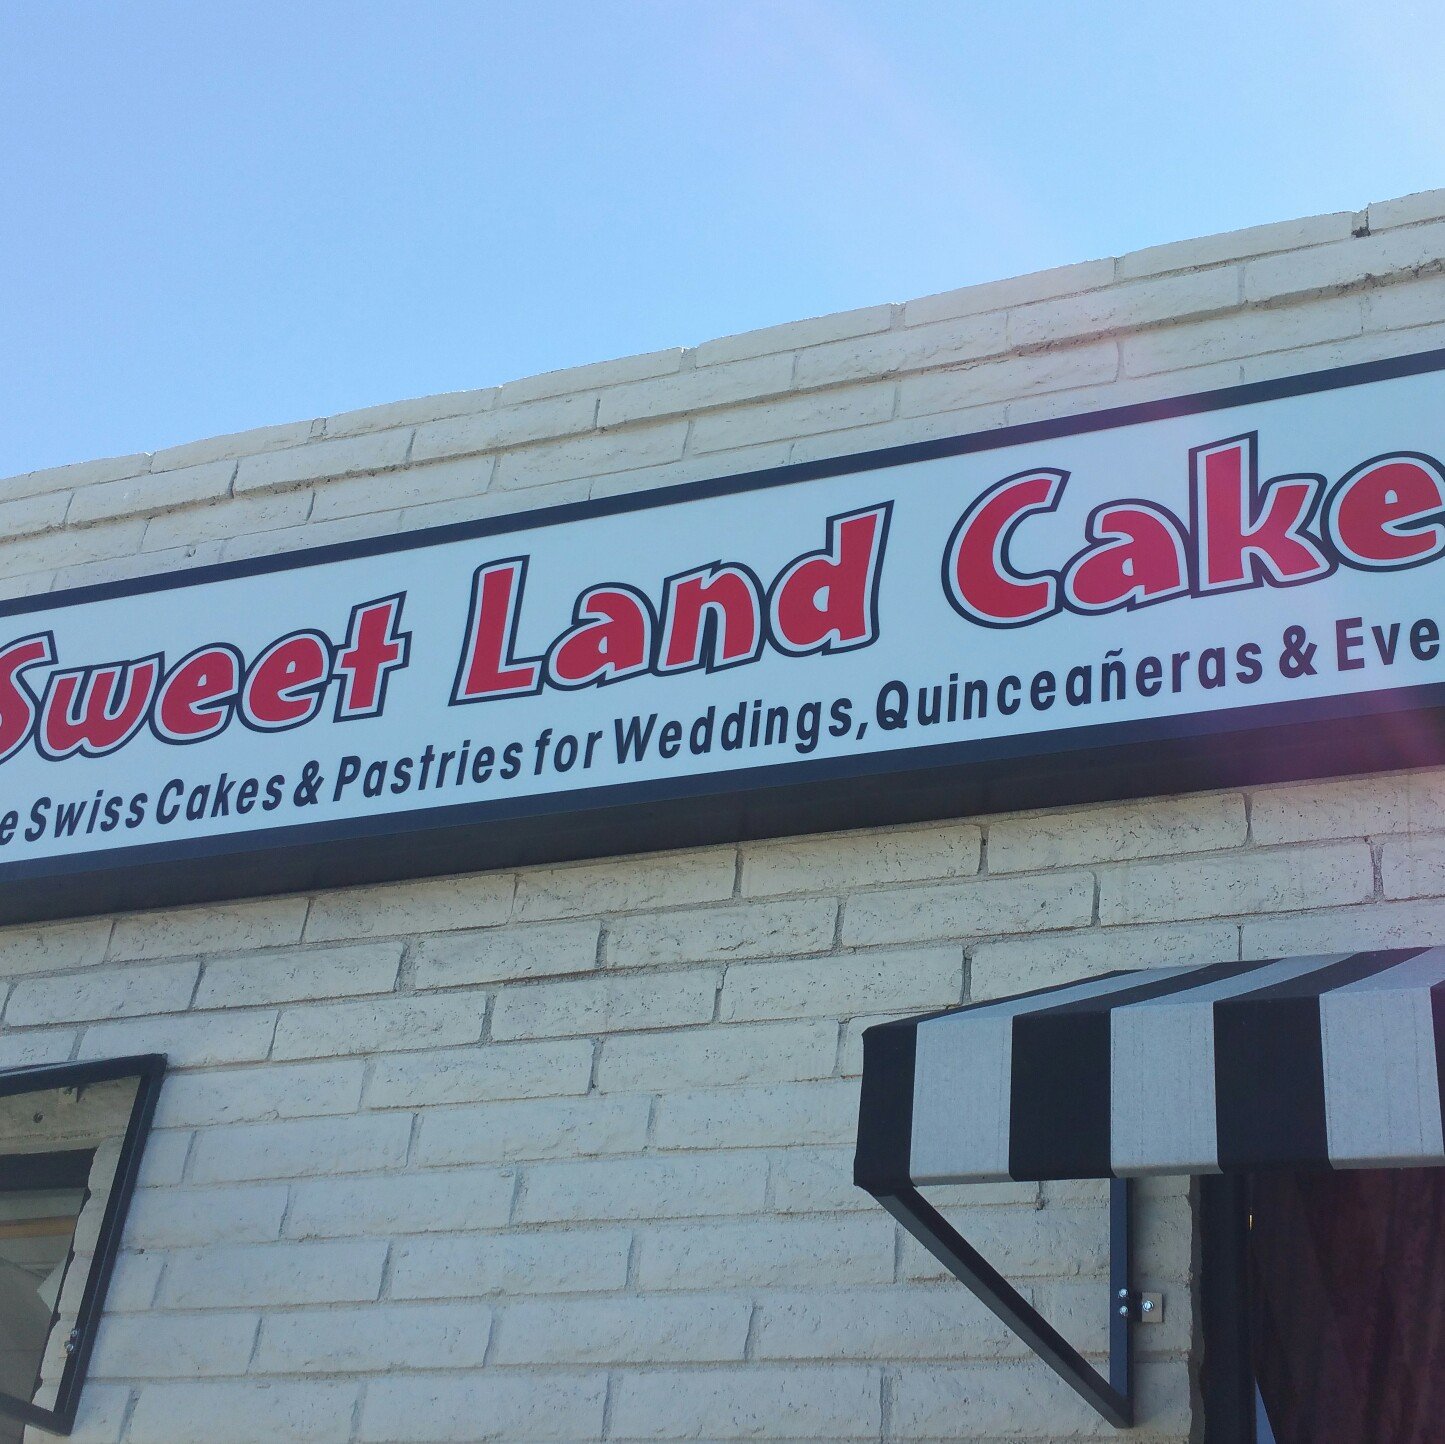 Sweet Land Cake
e Swiss Cakes & Pastries for Weddings, Quinceañeras & Eve